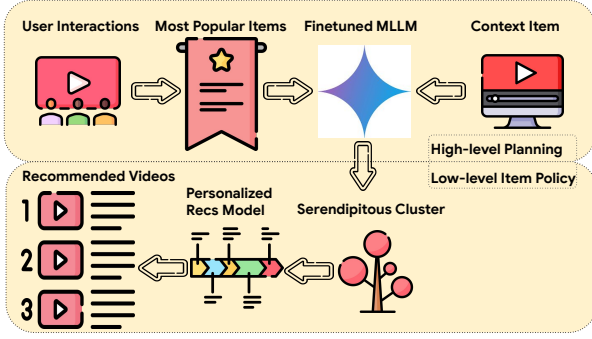 User Interactions
Most Popular Items
Finetuned MLLM
Context Item
High-level Planning
Low-level Item Policy
Recommended Videos
Personalized
Recs Model
Serendipitous Cluster
1
2
3